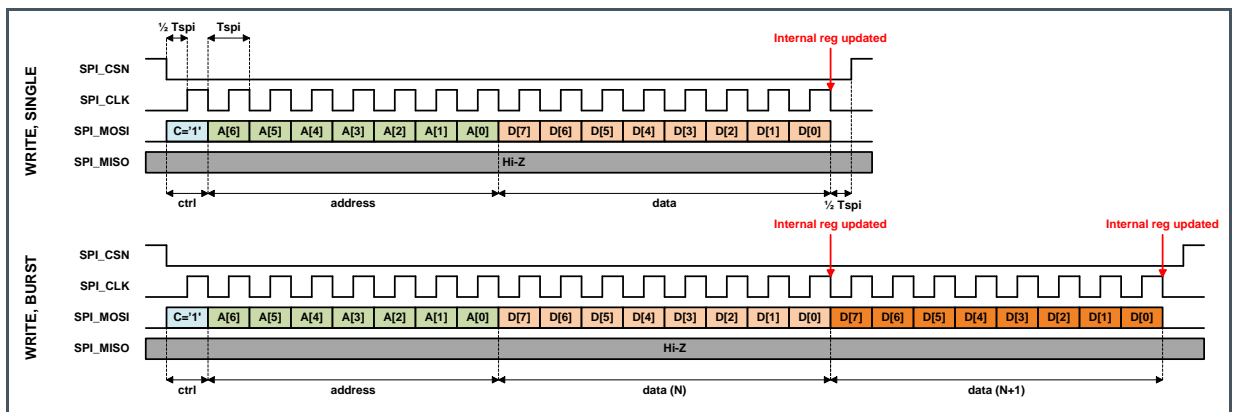 ½ Tspi Tspi
Internal reg updated
WRITE, SINGLE
SPI_CSN
SPI_CLK
SPI_MOSI C='1' A[6] A[5] A[4] A[3] A[2] A[1] A[0] D[7] D[6] D[5] D[4] D[3] D[2] D[1] D[0]
SPI_MISO Hi-Z
ctrl address data ½ Tspi
Internal reg updated Internal reg updated
WRITE, BURST
SPI_CSN
SPI_CLK
SPI_MOSI C='1' A[6] A[5] A[4] A[3] A[2] A[1] A[0] D[7] D[6] D[5] D[4] D[3] D[2] D[1] D[0] D[7] D[6] D[5] D[4] D[3] D[2] D[1] D[0]
SPI_MISO Hi-Z
ctrl address data (N) data (N+1)